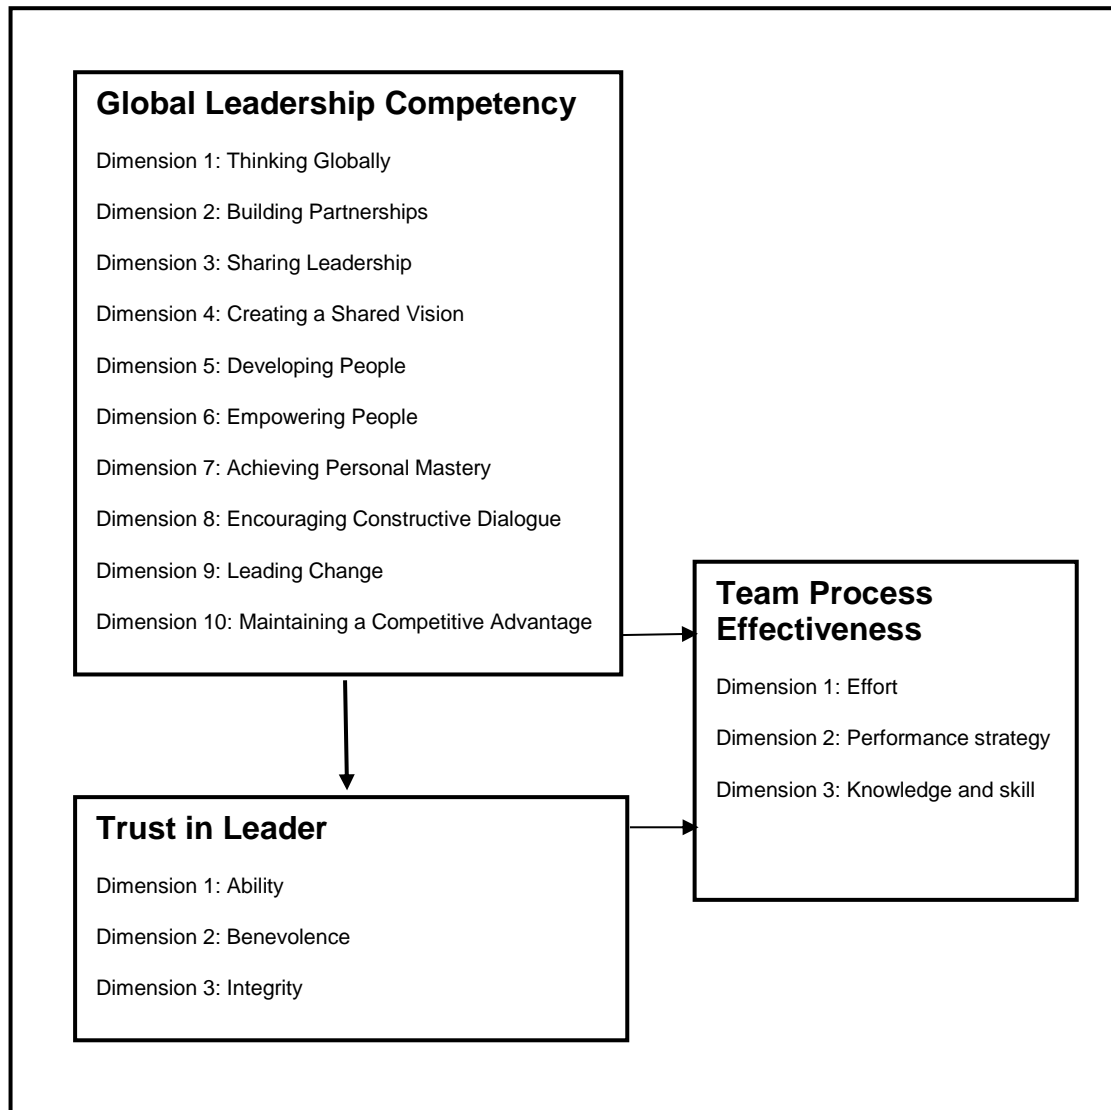 Global Leadership Competency
Dimension 1: Thinking Globally
Dimension 2: Building Partnerships
Dimension 3: Sharing Leadership
Dimension 4: Creating a Shared Vision
Dimension 5: Developing People
Dimension 6: Empowering People
Dimension 7: Achieving Personal Mastery
Dimension 8: Encouraging Constructive Dialogue
Dimension 9: Leading Change
Dimension 10: Maintaining a Competitive Advantage
Team Process
Effectiveness
Dimension 1: Effort
Dimension 2: Performance strategy
Dimension 3: Knowledge and skill
Trust in Leader
Dimension 1: Ability
Dimension 2: Benevolence
Dimension 3: Integrity